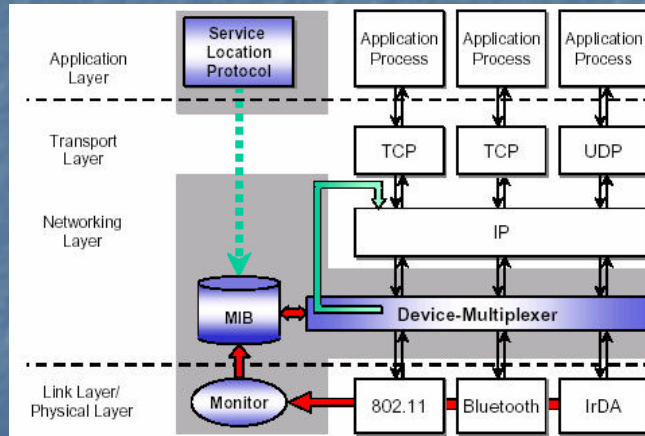 Application
Layer
Service
Location
Protocol
Application
Process
Application
Process
Application
Process
Transport
Layer
TCP
TCP
UDP
Networking
Layer
IP
MIB
Device-Multiplexer
Link Layer/
Physical Layer
Monitor
802.11
Bluetooth
IrDA